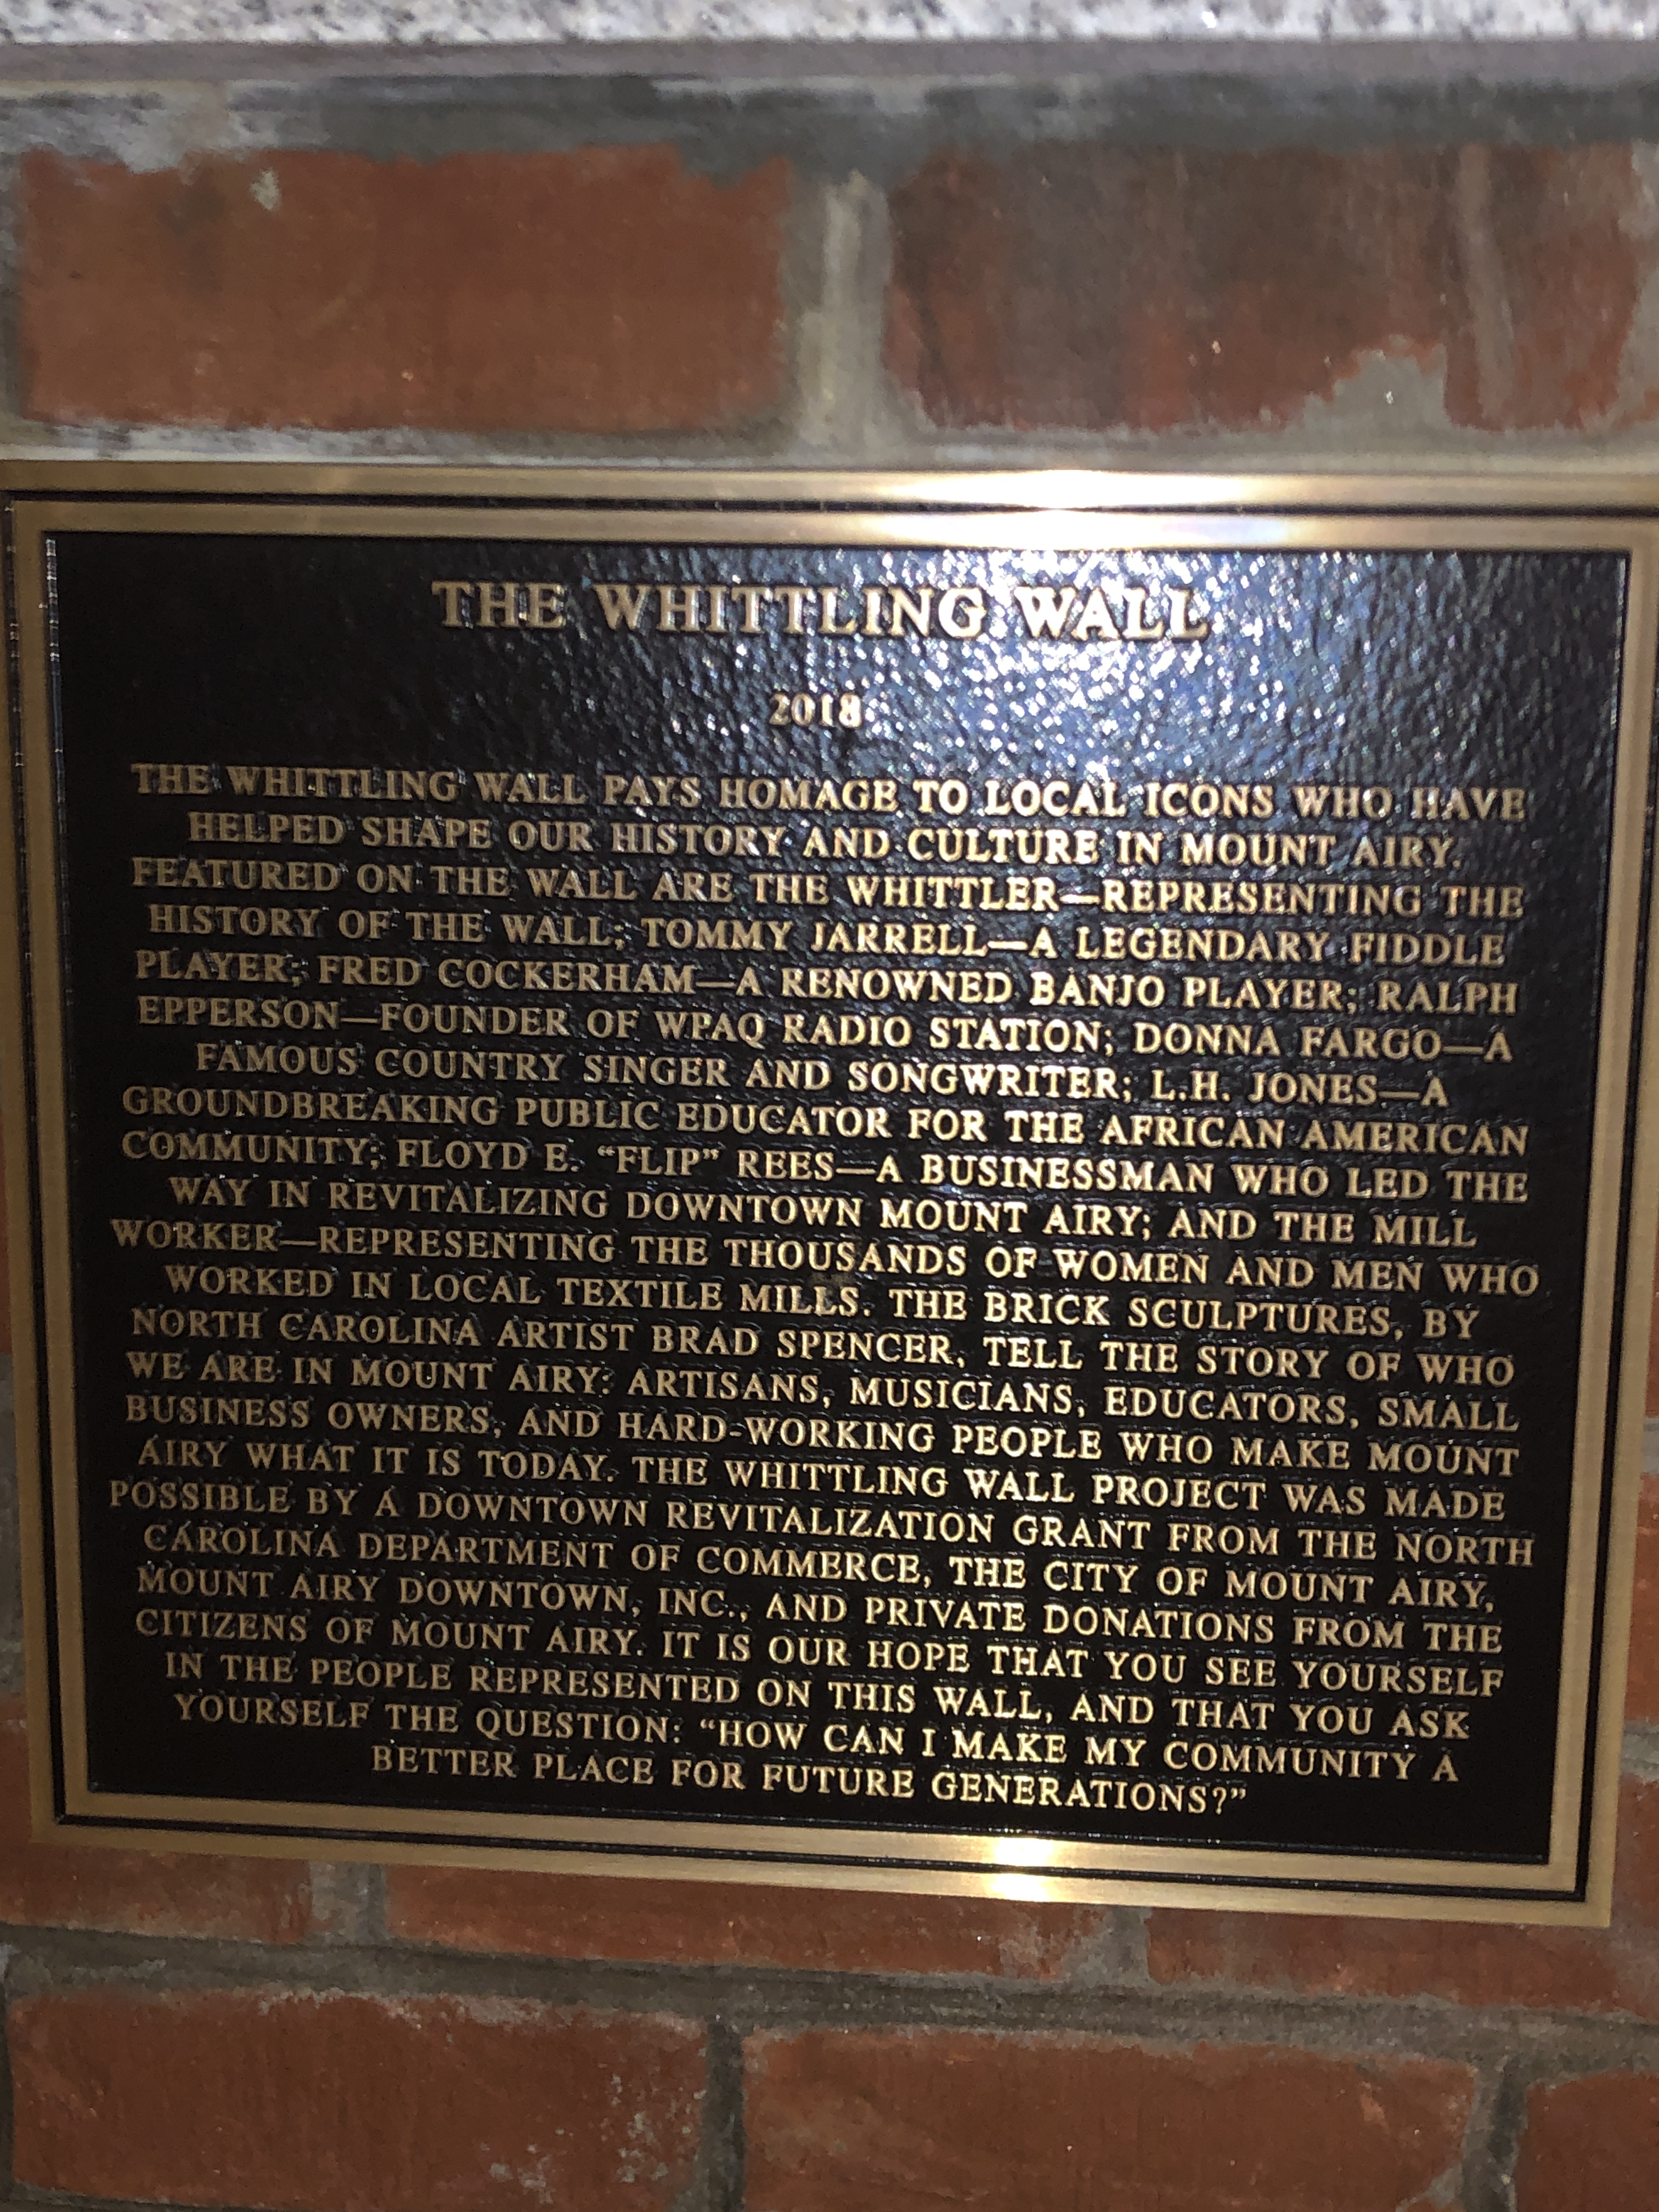 THE WHITTLING WALL
2018
THE WHITTLING WALL PAYS HOMAGE TO LOCAL ICONS WHO HAVE
HELPED SHAPE OUR HISTORY AND CULTURE IN MOUNT AIRY.
FEATURED ON THE WALL ARE THE WHITTLER—REPRESENTING THE
HISTORY OF THE WALL; TOMMY JARRELL—A LEGENDARY FIDDLE
PLAYER; FRED COCKERHAM—A RENOWNED BANJO PLAYER; RALPH
EPPERSON—FOUNDER OF WPAQ RADIO STATION; DONNA FARGO—A
FAMOUS COUNTRY SINGER AND SONGWRITER; L.H. JONES—A
GROUNDBREAKING PUBLIC EDUCATOR FOR THE AFRICAN AMERICAN
COMMUNITY; FLOYD E. “FLIP” REES—A BUSINESSMAN WHO LED THE
WAY IN REVITALIZING DOWNTOWN MOUNT AIRY; AND THE MILL
WORKER—REPRESENTING THE THOUSANDS OF WOMEN AND MEN WHO
WORKED IN LOCAL TEXTILE MILLS. THE BRICK SCULPTURES, BY
NORTH CAROLINA ARTIST BRAD SPENCER, TELL THE STORY OF WHO
WE ARE IN MOUNT AIRY: ARTISANS, MUSICIANS, EDUCATORS, SMALL
BUSINESS OWNERS, AND HARD-WORKING PEOPLE WHO MAKE MOUNT
AIRY WHAT IT IS TODAY. THE WHITTLING WALL PROJECT WAS MADE
POSSIBLE BY A DOWNTOWN REVITALIZATION GRANT FROM THE NORTH
CAROLINA DEPARTMENT OF COMMERCE, THE CITY OF MOUNT AIRY,
MOUNT AIRY DOWNTOWN, INC., AND PRIVATE DONATIONS FROM THE
CITIZENS OF MOUNT AIRY. IT IS OUR HOPE THAT YOU SEE YOURSELF
IN THE PEOPLE REPRESENTED ON THIS WALL, AND THAT YOU ASK
YOURSELF THE QUESTION: “HOW CAN I MAKE MY COMMUNITY A
BETTER PLACE FOR FUTURE GENERATIONS?”